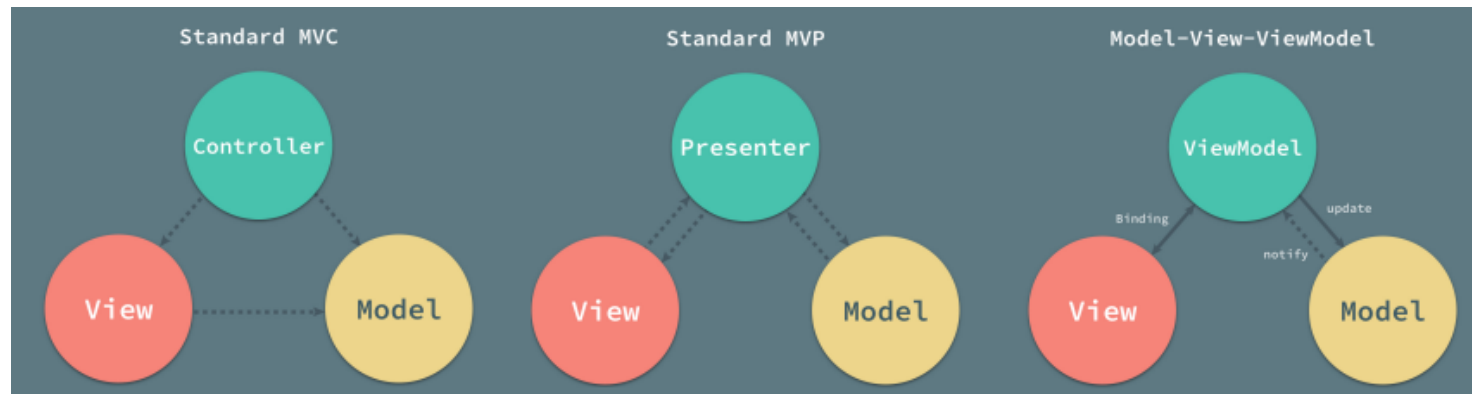 Standard MVC
Controller
View
Model
Standard MVP
Presenter
View
Model
Model-View-ViewModel
ViewModel
Binding
update
notify
View
Model